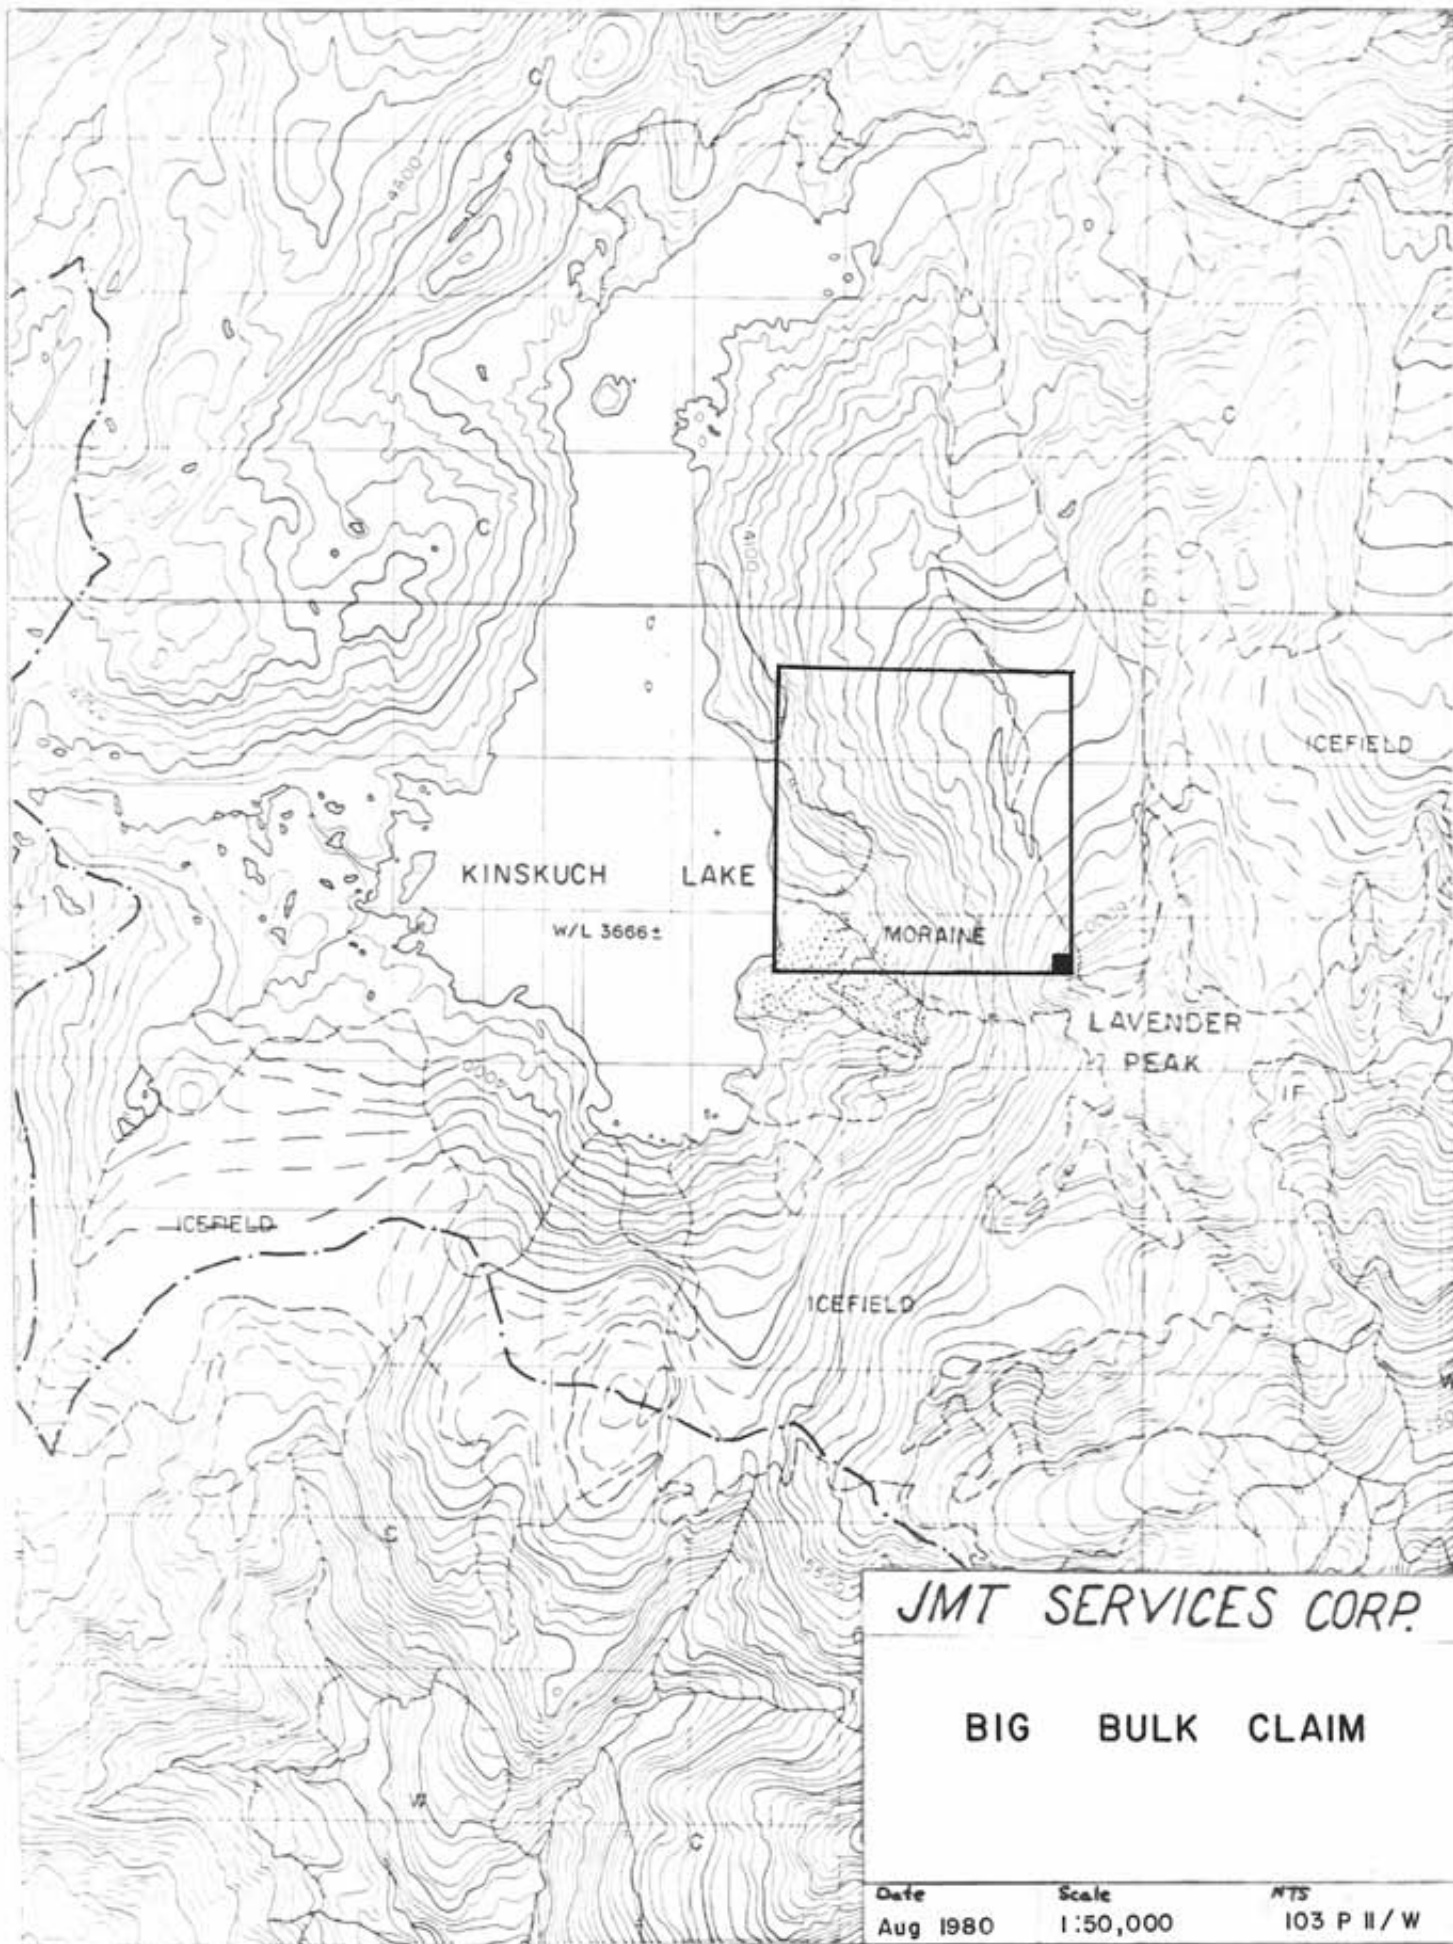 C
4800
C
C
4100
ICEFIELD
KINSKUCH LAKE
W/L 3666±
MORAINE
LAVENDER
PEAK
IF
ICEFIELD
ICEFIELD
C
W
C
JMT SERVICES CORP.
BIG BULK CLAIM
Date Scale NTS
Aug 1980 1:50,000 103 P 11/W